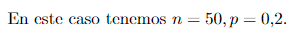 En este caso tenemos n = 50, p = 0,2.